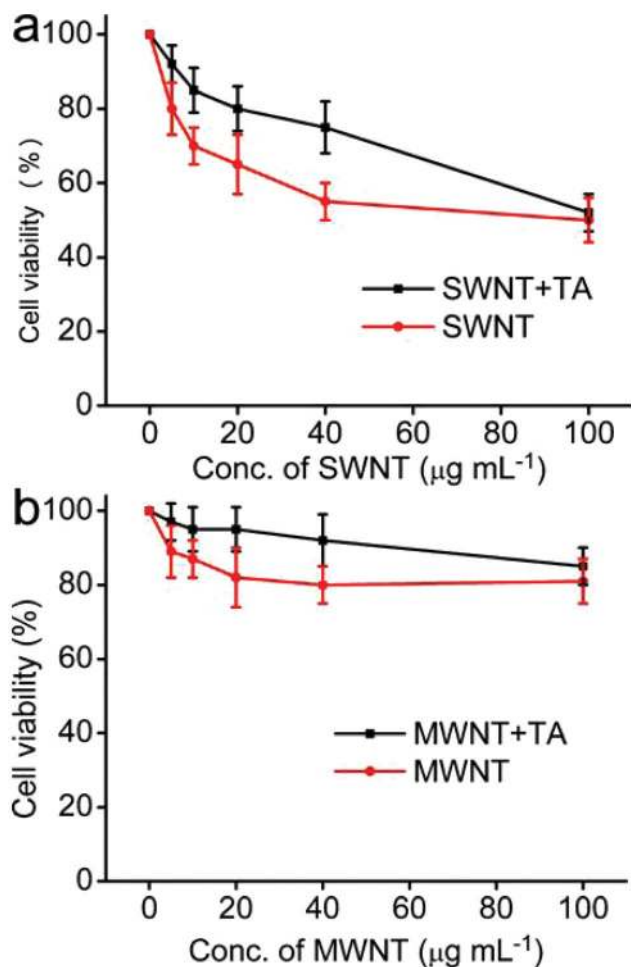 a
100
80
60
40
20
0
Cell viability (%)
SWNT+TA
SWNT
0 20 40 60 80 100
Conc. of SWNT (μg mL⁻¹)
b
100
80
60
40
20
0
Cell viability (%)
MWNT+TA
MWNT
0 20 40 60 80 100
Conc. of MWNT (μg mL⁻¹)